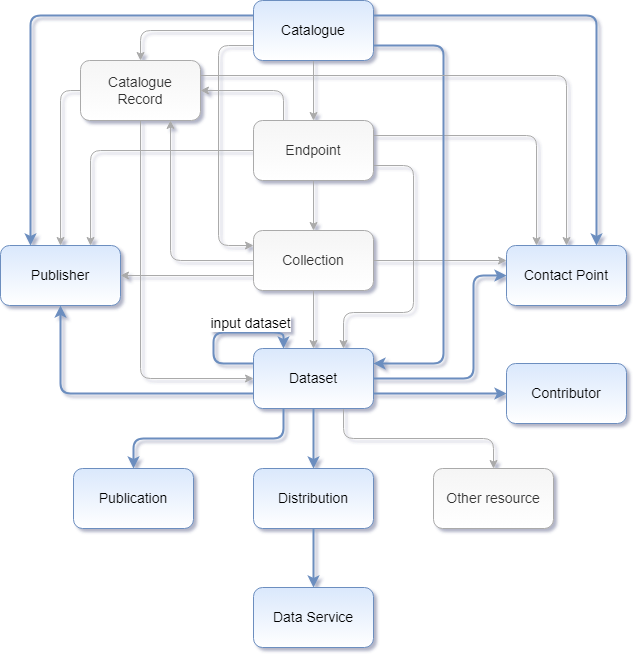 Catalogue
Catalogue
Record
Endpoint
Collection
Publisher
Contact Point
input dataset
Dataset
Contributor
Publication
Distribution
Other resource
Data Service